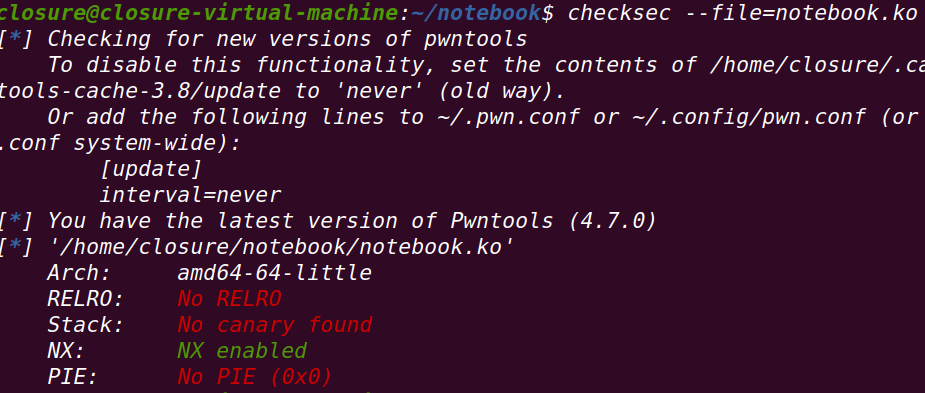 closure@closure-virtual-machine:~/notebook$ checksec --file=notebook.ko
[*] Checking for new versions of pwntools
To disable this functionality, set the contents of /home/closure/.ca
tools-cache-3.8/update to 'never' (old way).
Or add the following lines to ~/.pwn.conf or ~/.config/pwn.conf (or
.conf system-wide):
[update]
interval=never
[*] You have the latest version of Pwntools (4.7.0)
[*] '/home/closure/notebook/notebook.ko'
Arch: amd64-64-little
RELRO: No RELRO
Stack: No canary found
NX: NX enabled
PIE: No PIE (0x0)